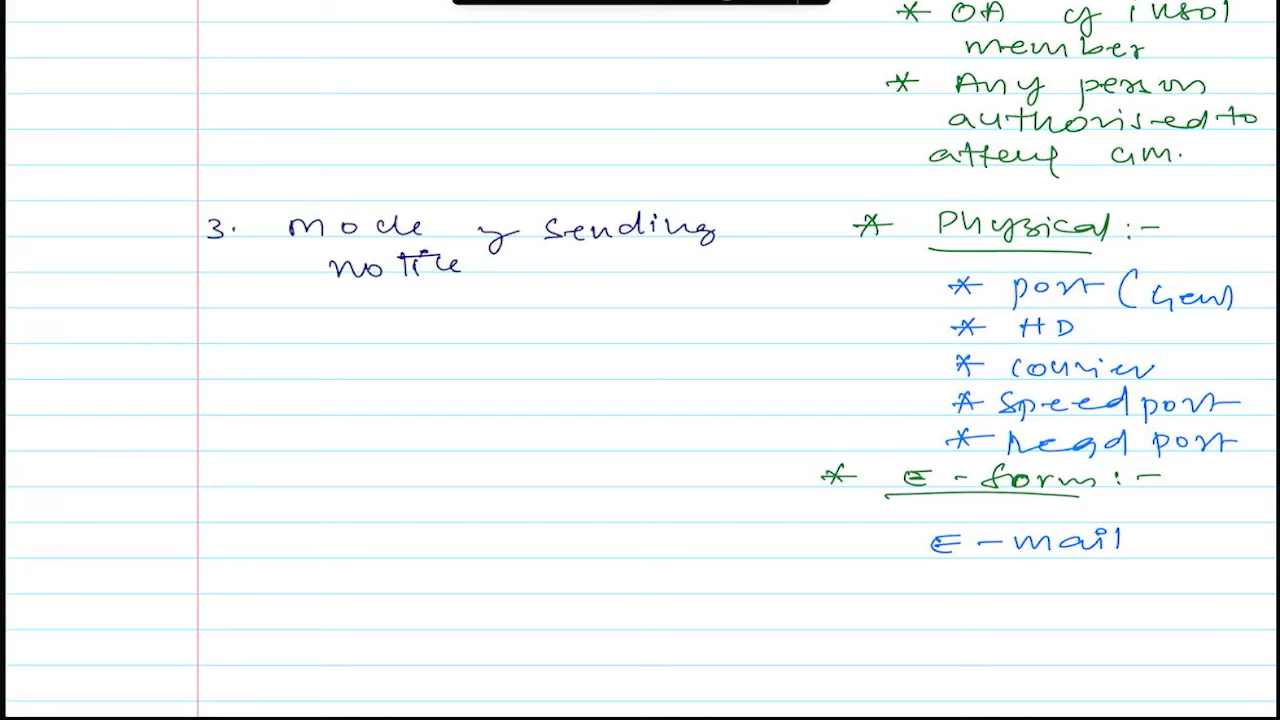 * OA of insol
member
* Any person
authorised to
attend GM.
3. Mode of sending
notice
* Physical :-
* Post (Gen)
* HD
* Courier
* Speed post
* Regd post
* E-form :-
E-mail